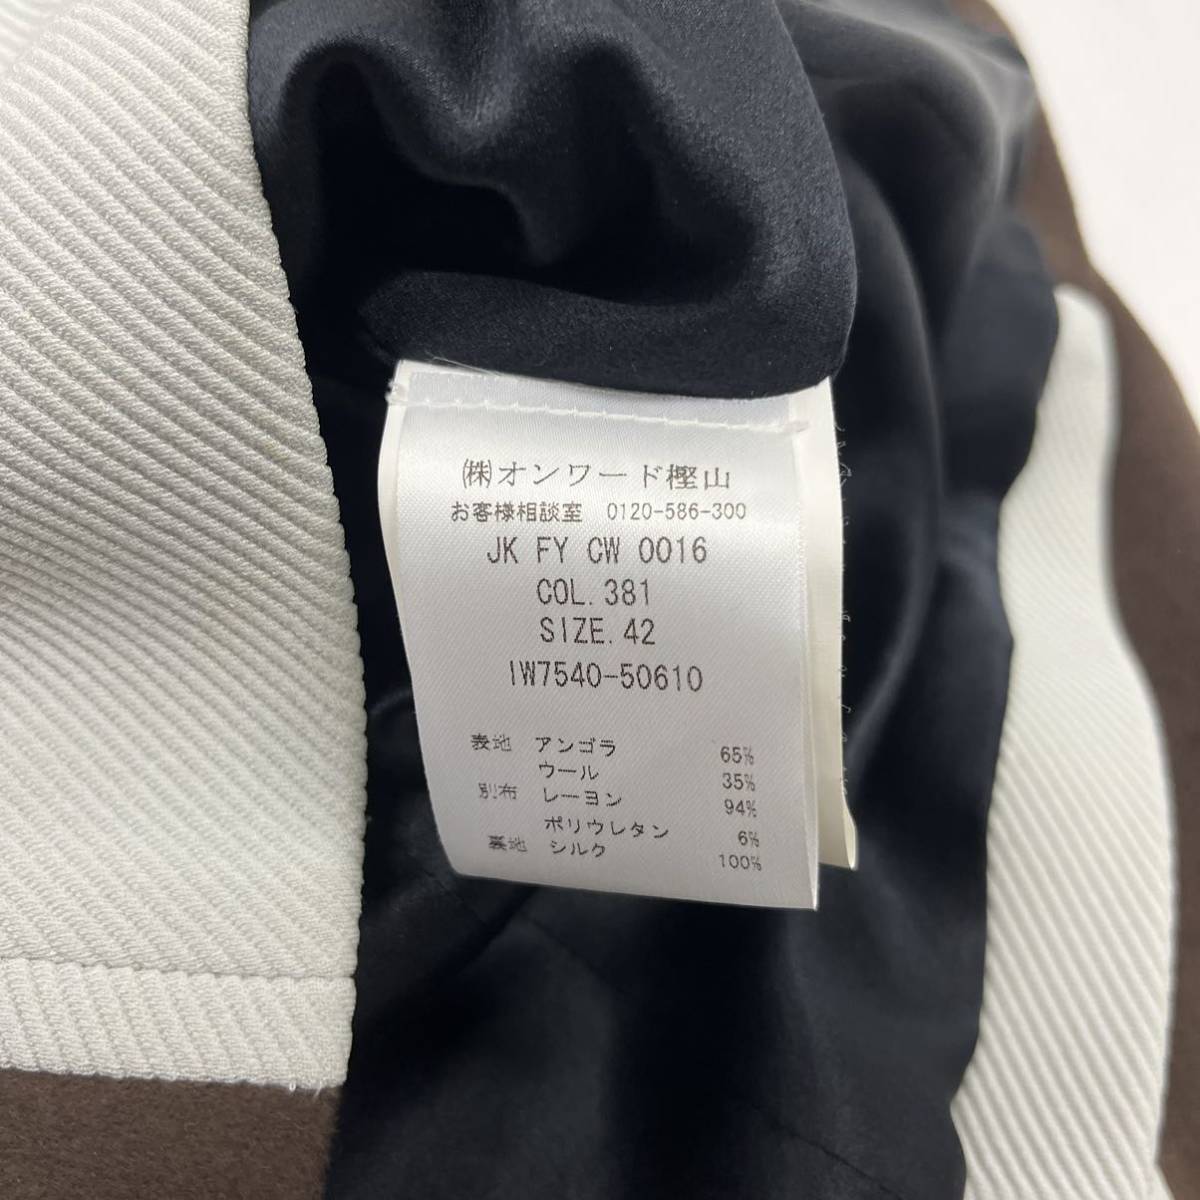 ㈱オンワード樫山
お客様相談室 0120-586-300
JK FY CW 0016
COL.381
SIZE.42
IW7540-50610
表地 アンゴラ 65%
ウール 35%
別布 レーヨン 94%
ポリウレタン 6%
裏地 シルク 100%